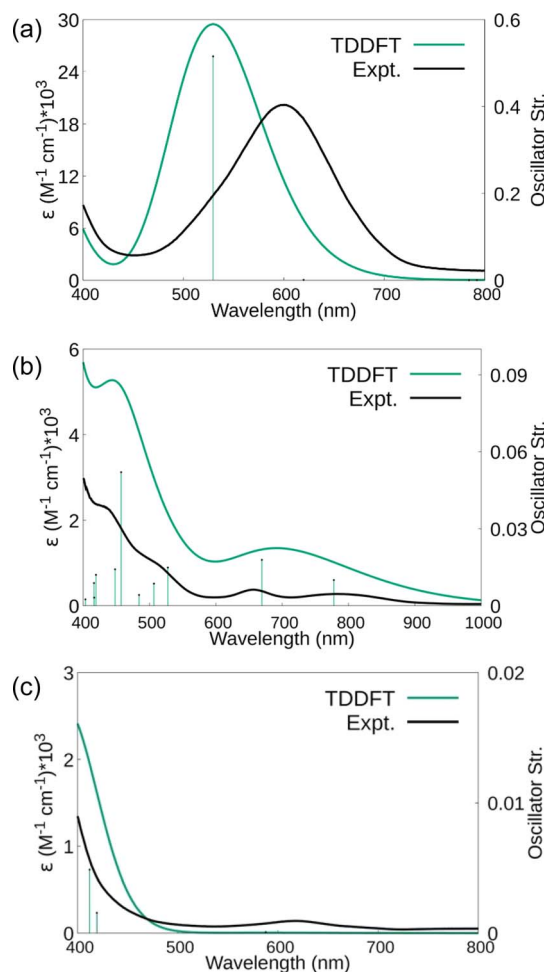 (a)
30
24
18
12
6
0
ε (M⁻¹ cm⁻¹)*10³
TDDFT
Expt.
0.6
0.4
0.2
0
Oscillator Str.
400 500 600 700 800
Wavelength (nm)
(b)
6
4
2
0
ε (M⁻¹ cm⁻¹)*10³
TDDFT
Expt.
0.09
0.06
0.03
0
Oscillator Str.
400 500 600 700 800 900 1000
Wavelength (nm)
(c)
3
2
1
0
ε (M⁻¹ cm⁻¹)*10³
TDDFT
Expt.
0.02
0.01
0
Oscillator Str.
400 500 600 700 800
Wavelength (nm)